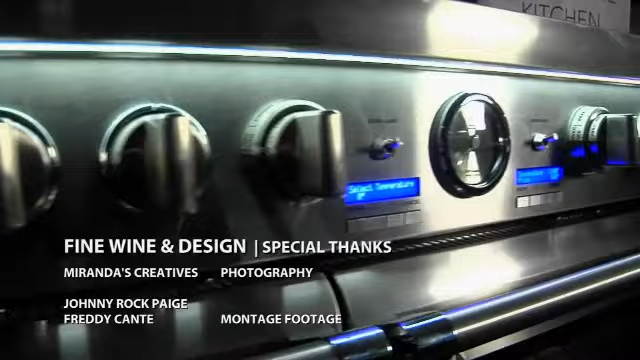 KITCHEN
Select Temperature
FINE WINE & DESIGN | SPECIAL THANKS
MIRANDA'S CREATIVES PHOTOGRAPHY
JOHNNY ROCK PAIGE
FREDDY CANTE MONTAGE FOOTAGE